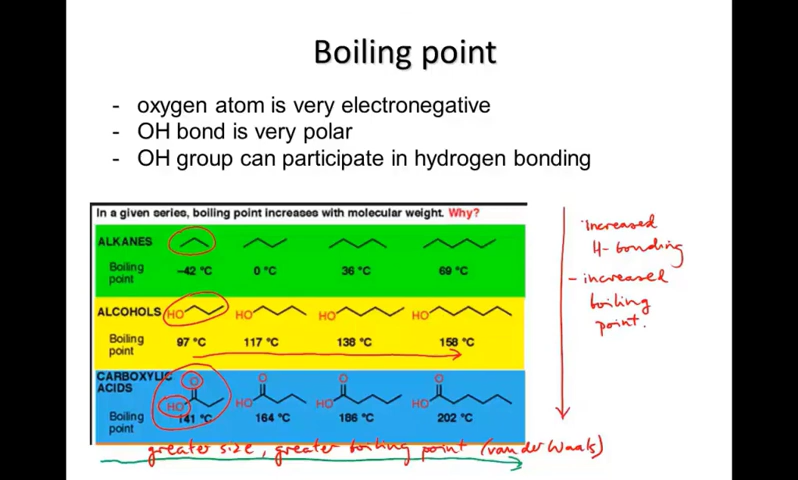 Boiling point
- oxygen atom is very electronegative
- OH bond is very polar
- OH group can participate in hydrogen bonding
In a given series, boiling point increases with molecular weight. Why?
ALKANES
Boiling point -42 °C 0 °C 36 °C 69 °C
ALCOHOLS HO HO HO HO
Boiling point 97 °C 117 °C 138 °C 158 °C
CARBOXYLIC ACIDS O O O O
HO HO HO HO
Boiling point 141 °C 164 °C 186 °C 202 °C
greater size, greater boiling point (van der Waals)
Increased
H-bonding
- increased
boiling
point.